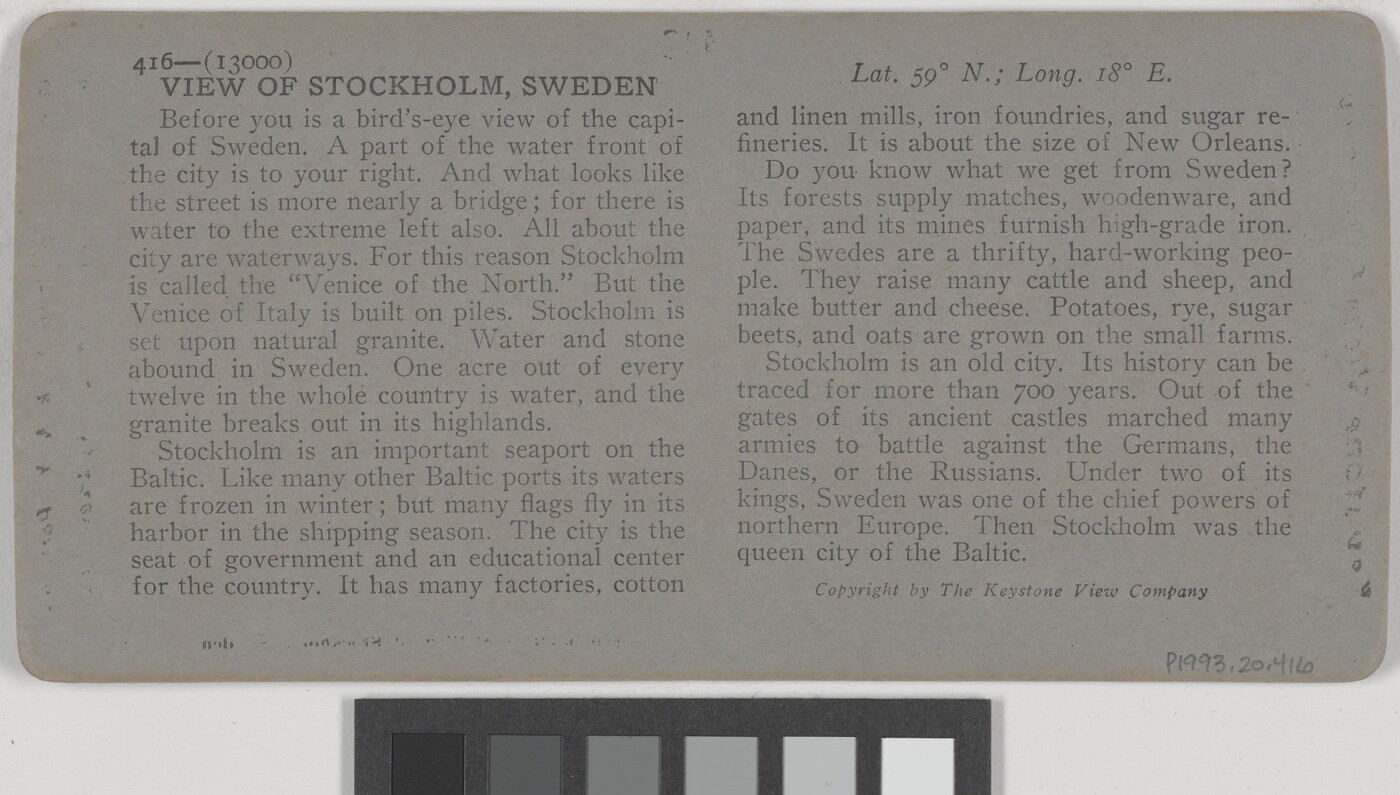 416—(13000)
VIEW OF STOCKHOLM, SWEDEN
Before you is a bird's-eye view of the capi-
tal of Sweden. A part of the water front of
the city is to your right. And what looks like
the street is more nearly a bridge; for there is
water to the extreme left also. All about the
city are waterways. For this reason Stockholm
is called the "Venice of the North." But the
Venice of Italy is built on piles. Stockholm is
set upon natural granite. Water and stone
abound in Sweden. One acre out of every
twelve in the whole country is water, and the
granite breaks out in its highlands.
Stockholm is an important seaport on the
Baltic. Like many other Baltic ports its waters
are frozen in winter; but many flags fly in its
harbor in the shipping season. The city is the
seat of government and an educational center
for the country. It has many factories, cotton
Lat. 59° N.; Long. 18° E.
and linen mills, iron foundries, and sugar re-
fineries. It is about the size of New Orleans.
Do you know what we get from Sweden?
Its forests supply matches, woodenware, and
paper, and its mines furnish high-grade iron.
The Swedes are a thrifty, hard-working peo-
ple. They raise many cattle and sheep, and
make butter and cheese. Potatoes, rye, sugar
beets, and oats are grown on the small farms.
Stockholm is an old city. Its history can be
traced for more than 700 years. Out of the
gates of its ancient castles marched many
armies to battle against the Germans, the
Danes, or the Russians. Under two of its
kings, Sweden was one of the chief powers of
northern Europe. Then Stockholm was the
queen city of the Baltic.
Copyright by The Keystone View Company
P1993.20.416